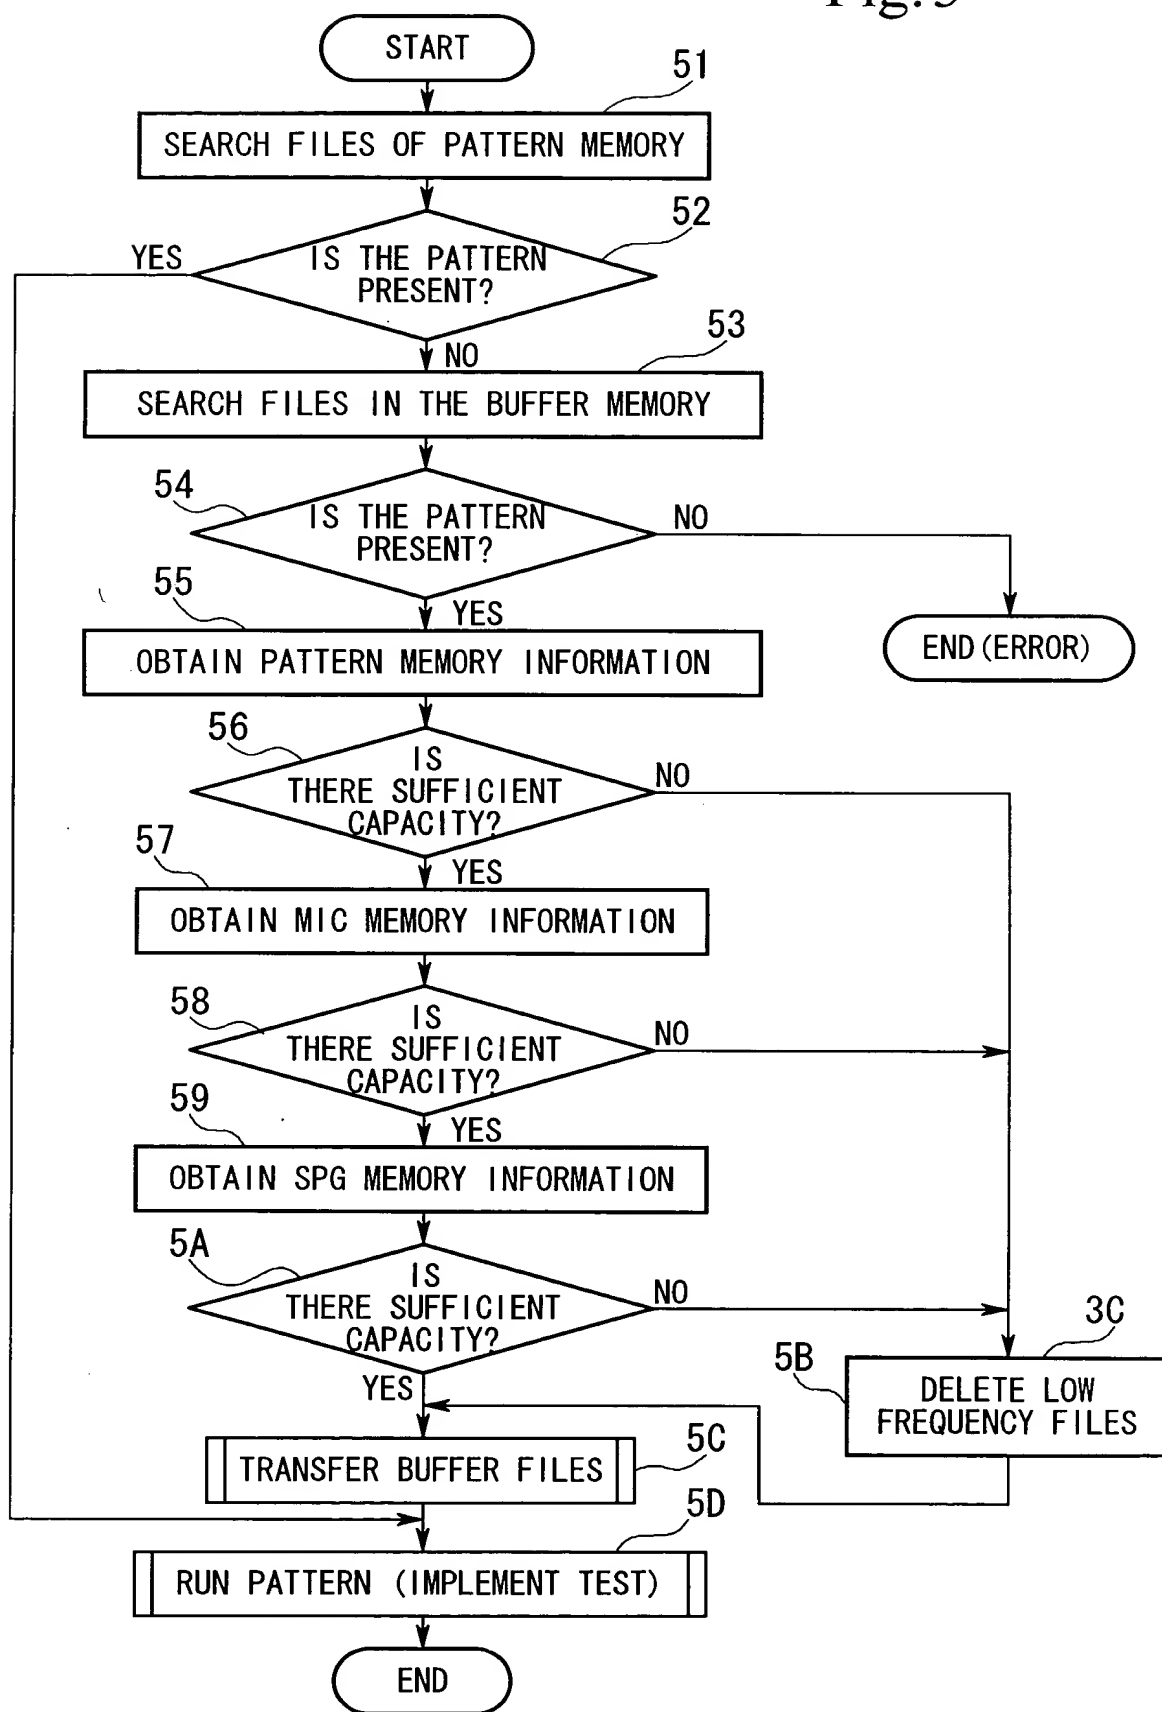 Fig.5
START
51
SEARCH FILES OF PATTERN MEMORY
52
YES
IS THE PATTERN
PRESENT?
NO
53
SEARCH FILES IN THE BUFFER MEMORY
54
IS THE PATTERN
PRESENT?
NO
YES
55
OBTAIN PATTERN MEMORY INFORMATION
END(ERROR)
56
IS
THERE SUFFICIENT
CAPACITY?
NO
YES
57
OBTAIN MIC MEMORY INFORMATION
58
IS
THERE SUFFICIENT
CAPACITY?
NO
YES
59
OBTAIN SPG MEMORY INFORMATION
5A
IS
THERE SUFFICIENT
CAPACITY?
NO
YES
3C
5B
DELETE LOW
FREQUENCY FILES
5C
TRANSFER BUFFER FILES
5D
RUN PATTERN (IMPLEMENT TEST)
END